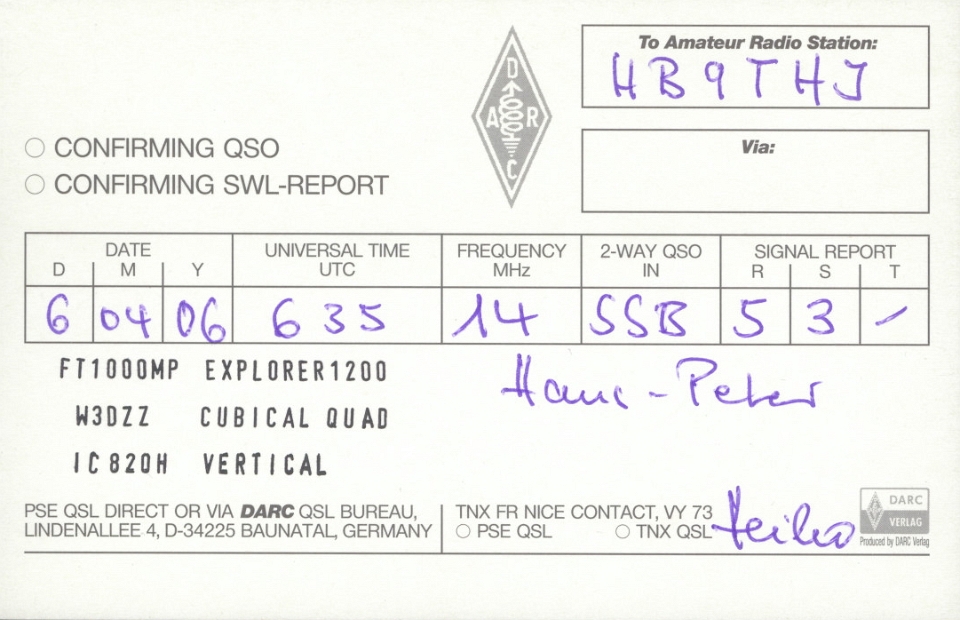 To Amateur Radio Station:
HB9THJ
Via:
D
A R
C
CONFIRMING QSO
CONFIRMING SWL-REPORT
DATE UNIVERSAL TIME FREQUENCY 2-WAY QSO SIGNAL REPORT
D M Y UTC MHz IN R S T
6 04 06 635 14 SSB 5 3 -
FT1000MP EXPLORER1200
Hans-Peter
W3DZZ CUBICAL QUAD
IC820H VERTICAL
PSE QSL DIRECT OR VIA DARC QSL BUREAU,
LINDENALLEE 4, D-34225 BAUNATAL, GERMANY
TNX FR NICE CONTACT, VY 73
PSE QSL TNX QSL
Heiko
DARC
VERLAG
Produced by DARC Verlag